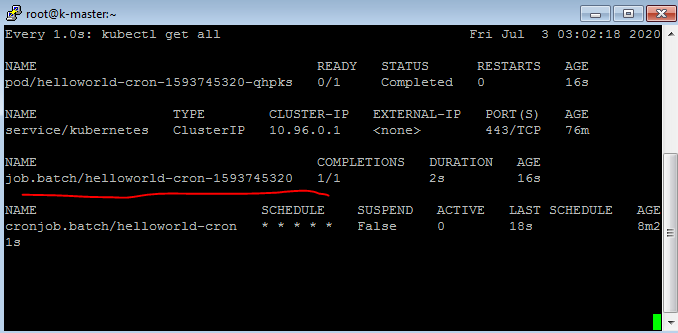 root@k-master:~
Every 1.0s: kubectl get all Fri Jul 3 03:02:18 2020
NAME READY STATUS RESTARTS AGE
pod/helloworld-cron-1593745320-qhpks 0/1 Completed 0 16s
NAME TYPE CLUSTER-IP EXTERNAL-IP PORT(S) AGE
service/kubernetes ClusterIP 10.96.0.1 <none> 443/TCP 76m
NAME COMPLETIONS DURATION AGE
job.batch/helloworld-cron-1593745320 1/1 2s 16s
NAME SCHEDULE SUSPEND ACTIVE LAST SCHEDULE AGE
cronjob.batch/helloworld-cron * * * * * False 0 18s 8m2
1s